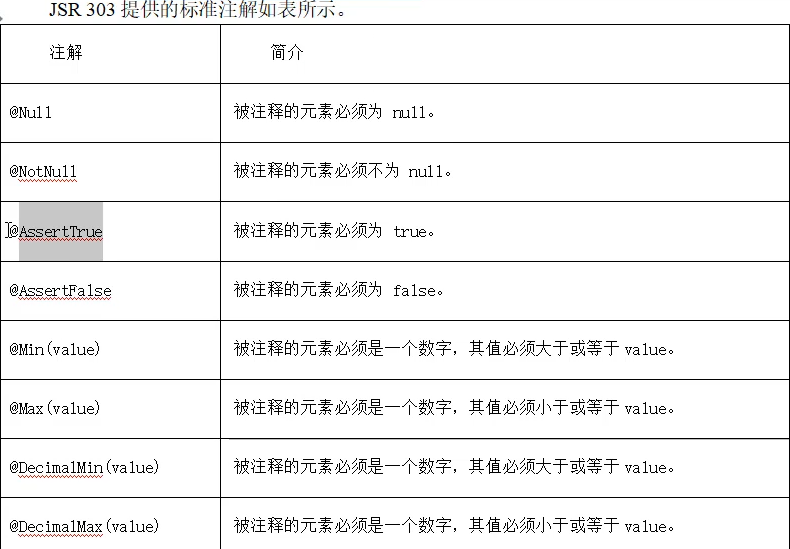 JSR 303 提供的标准注解如表所示。
注解 简介
@Null 被注释的元素必须为 null。
@NotNull 被注释的元素必须不为 null。
@AssertTrue 被注释的元素必须为 true。
@AssertFalse 被注释的元素必须为 false。
@Min(value) 被注释的元素必须是一个数字，其值必须大于或等于 value。
@Max(value) 被注释的元素必须是一个数字，其值必须小于或等于 value。
@DecimalMin(value) 被注释的元素必须是一个数字，其值必须大于或等于 value。
@DecimalMax(value) 被注释的元素必须是一个数字，其值必须小于或等于 value。